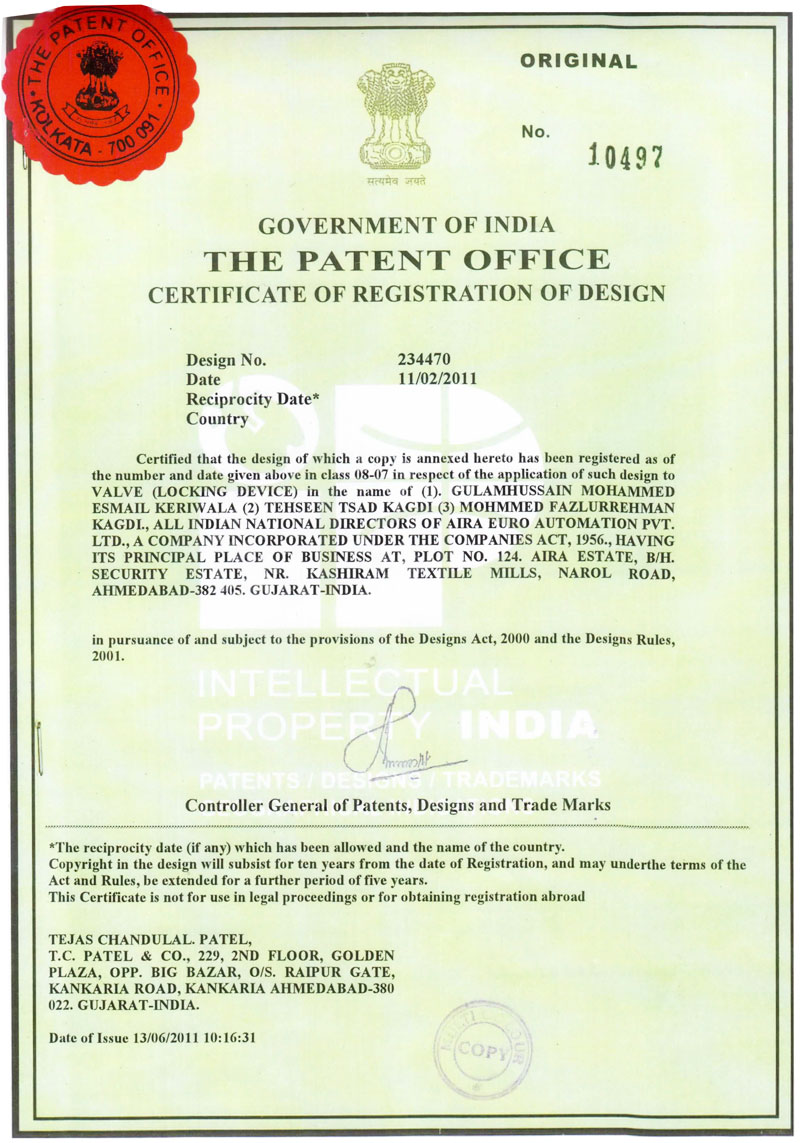 THE PATENT OFFICE
KOLKATA - 700 091
ORIGINAL
No. 10497
सत्यमेव जयते
GOVERNMENT OF INDIA
THE PATENT OFFICE
CERTIFICATE OF REGISTRATION OF DESIGN
Design No. 234470
Date 11/02/2011
Reciprocity Date*
Country
Certified that the design of which a copy is annexed hereto has been registered as of
the number and date given above in class 08-07 in respect of the application of such design to
VALVE (LOCKING DEVICE) in the name of (1). GULAMHUSSAIN MOHAMMED
ESMAIL KERIWALA (2) TEHSEEN TSAD KAGDI (3) MOHMMED FAZLURREHMAN
KAGDI., ALL INDIAN NATIONAL DIRECTORS OF AIRA EURO AUTOMATION PVT.
LTD., A COMPANY INCORPORATED UNDER THE COMPANIES ACT, 1956., HAVING
ITS PRINCIPAL PLACE OF BUSINESS AT, PLOT NO. 124. AIRA ESTATE, B/H.
SECURITY ESTATE, NR. KASHIRAM TEXTILE MILLS, NAROL ROAD,
AHMEDABAD-382 405. GUJARAT-INDIA.
in pursuance of and subject to the provisions of the Designs Act, 2000 and the Designs Rules,
2001.
INTELLECTUAL
PROPERTY INDIA
PATENTS / DESIGNS / TRADEMARKS
Controller General of Patents, Designs and Trade Marks
*The reciprocity date (if any) which has been allowed and the name of the country.
Copyright in the design will subsist for ten years from the date of Registration, and may underthe terms of the
Act and Rules, be extended for a further period of five years.
This Certificate is not for use in legal proceedings or for obtaining registration abroad
TEJAS CHANDULAL. PATEL,
T.C. PATEL & CO., 229, 2ND FLOOR, GOLDEN
PLAZA, OPP. BIG BAZAR, O/S. RAIPUR GATE,
KANKARIA ROAD, KANKARIA AHMEDABAD-380
022. GUJARAT-INDIA.
Date of Issue 13/06/2011 10:16:31
COPY